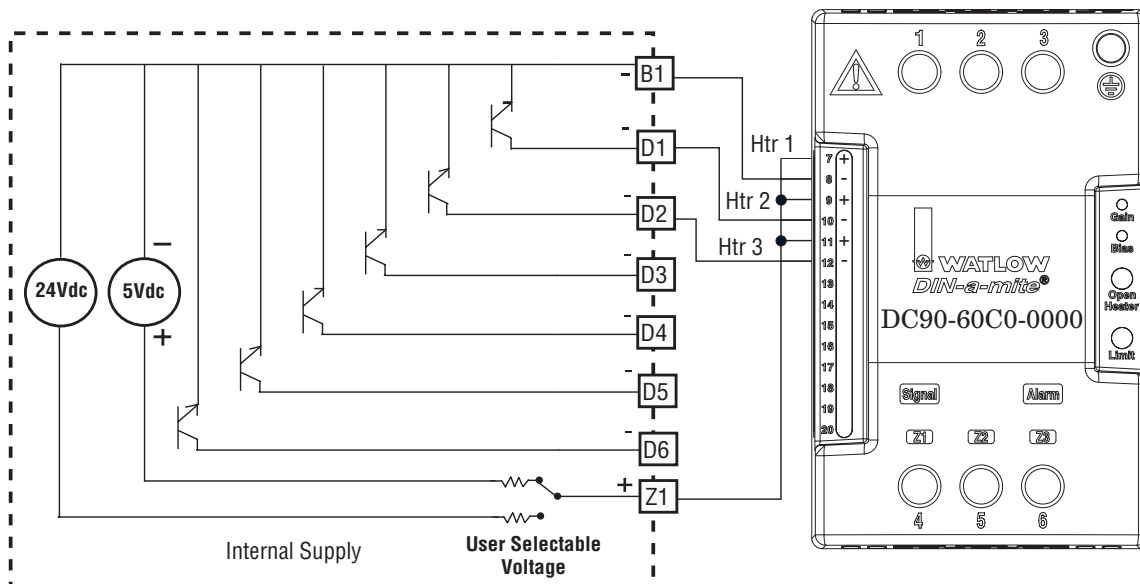 1 2 3
- B1
- D1
- D2
- D3
- D4
- D5
- D6
+ Z1
24Vdc
5Vdc
-
+
Internal Supply
User Selectable
Voltage
Htr 1
Htr 2
Htr 3
7 +
8 -
9 +
10 -
11 +
12 -
13
14
15
16
17
18
19
20
WATLOW
DIN-a-mite®
DC90-60C0-0000
Gain
Bias
Open
Heater
Limit
Signal Alarm
Z1 Z2 Z3
4 5 6